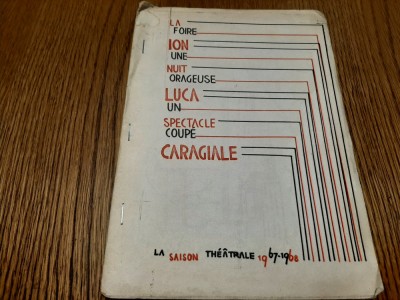 LA
FOIRE
ION
UNE
NUIT
ORAGEUSE
LUCA
UN
SPECTACLE
COUPÉ
CARAGIALE
LA SAISON THÉÂTRALE 1967-1968